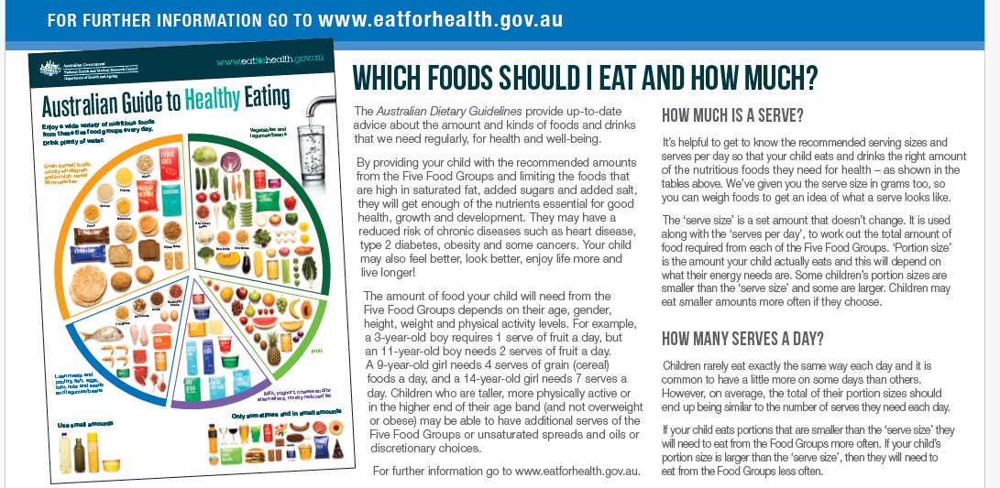 FOR FURTHER INFORMATION GO TO www.eatforhealth.gov.au
Australian Government
National Health and Medical Research Council
Department of Health and Ageing
www.eatforhealth.gov.au
Australian Guide to Healthy Eating
Enjoy a wide variety of nutritious foods
from these five food groups every day.
Drink plenty of water.
Grain (cereal) foods,
mostly wholegrain
and/or high cereal
fibre varieties
Vegetables and
legumes/beans
Fruit
Lean meats and
poultry, fish, eggs,
tofu, nuts and seeds
and legumes/beans
Milk, yoghurt, cheese and/or
alternatives, mostly reduced fat
Use small amounts
Only sometimes and in small amounts
WHICH FOODS SHOULD I EAT AND HOW MUCH?
The Australian Dietary Guidelines provide up-to-date
advice about the amount and kinds of foods and drinks
that we need regularly, for health and well-being.
By providing your child with the recommended amounts
from the Five Food Groups and limiting the foods that
are high in saturated fat, added sugars and added salt,
they will get enough of the nutrients essential for good
health, growth and development. They may have a
reduced risk of chronic diseases such as heart disease,
type 2 diabetes, obesity and some cancers. Your child
may also feel better, look better, enjoy life more and
live longer!
The amount of food your child will need from the
Five Food Groups depends on their age, gender,
height, weight and physical activity levels. For example,
a 3-year-old boy requires 1 serve of fruit a day, but
an 11-year-old boy needs 2 serves of fruit a day.
A 9-year-old girl needs 4 serves of grain (cereal)
foods a day, and a 14-year-old girl needs 7 serves a
day. Children who are taller, more physically active or
in the higher end of their age band (and not overweight
or obese) may be able to have additional serves of the
Five Food Groups or unsaturated spreads and oils or
discretionary choices.
For further information go to www.eatforhealth.gov.au.
HOW MUCH IS A SERVE?
It's helpful to get to know the recommended serving sizes and
serves per day so that your child eats and drinks the right amount
of the nutritious foods they need for health – as shown in the
tables above. We've given you the serve size in grams too, so
you can weigh foods to get an idea of what a serve looks like.
The 'serve size' is a set amount that doesn't change. It is used
along with the 'serves per day', to work out the total amount of
food required from each of the Five Food Groups. 'Portion size'
is the amount your child actually eats and this will depend on
what their energy needs are. Some children's portion sizes are
smaller than the 'serve size' and some are larger. Children may
eat smaller amounts more often if they choose.
HOW MANY SERVES A DAY?
Children rarely eat exactly the same way each day and it is
common to have a little more on some days than others.
However, on average, the total of their portion sizes should
end up being similar to the number of serves they need each day.
If your child eats portions that are smaller than the 'serve size' they
will need to eat from the Food Groups more often. If your child's
portion size is larger than the 'serve size', then they will need to
eat from the Food Groups less often.